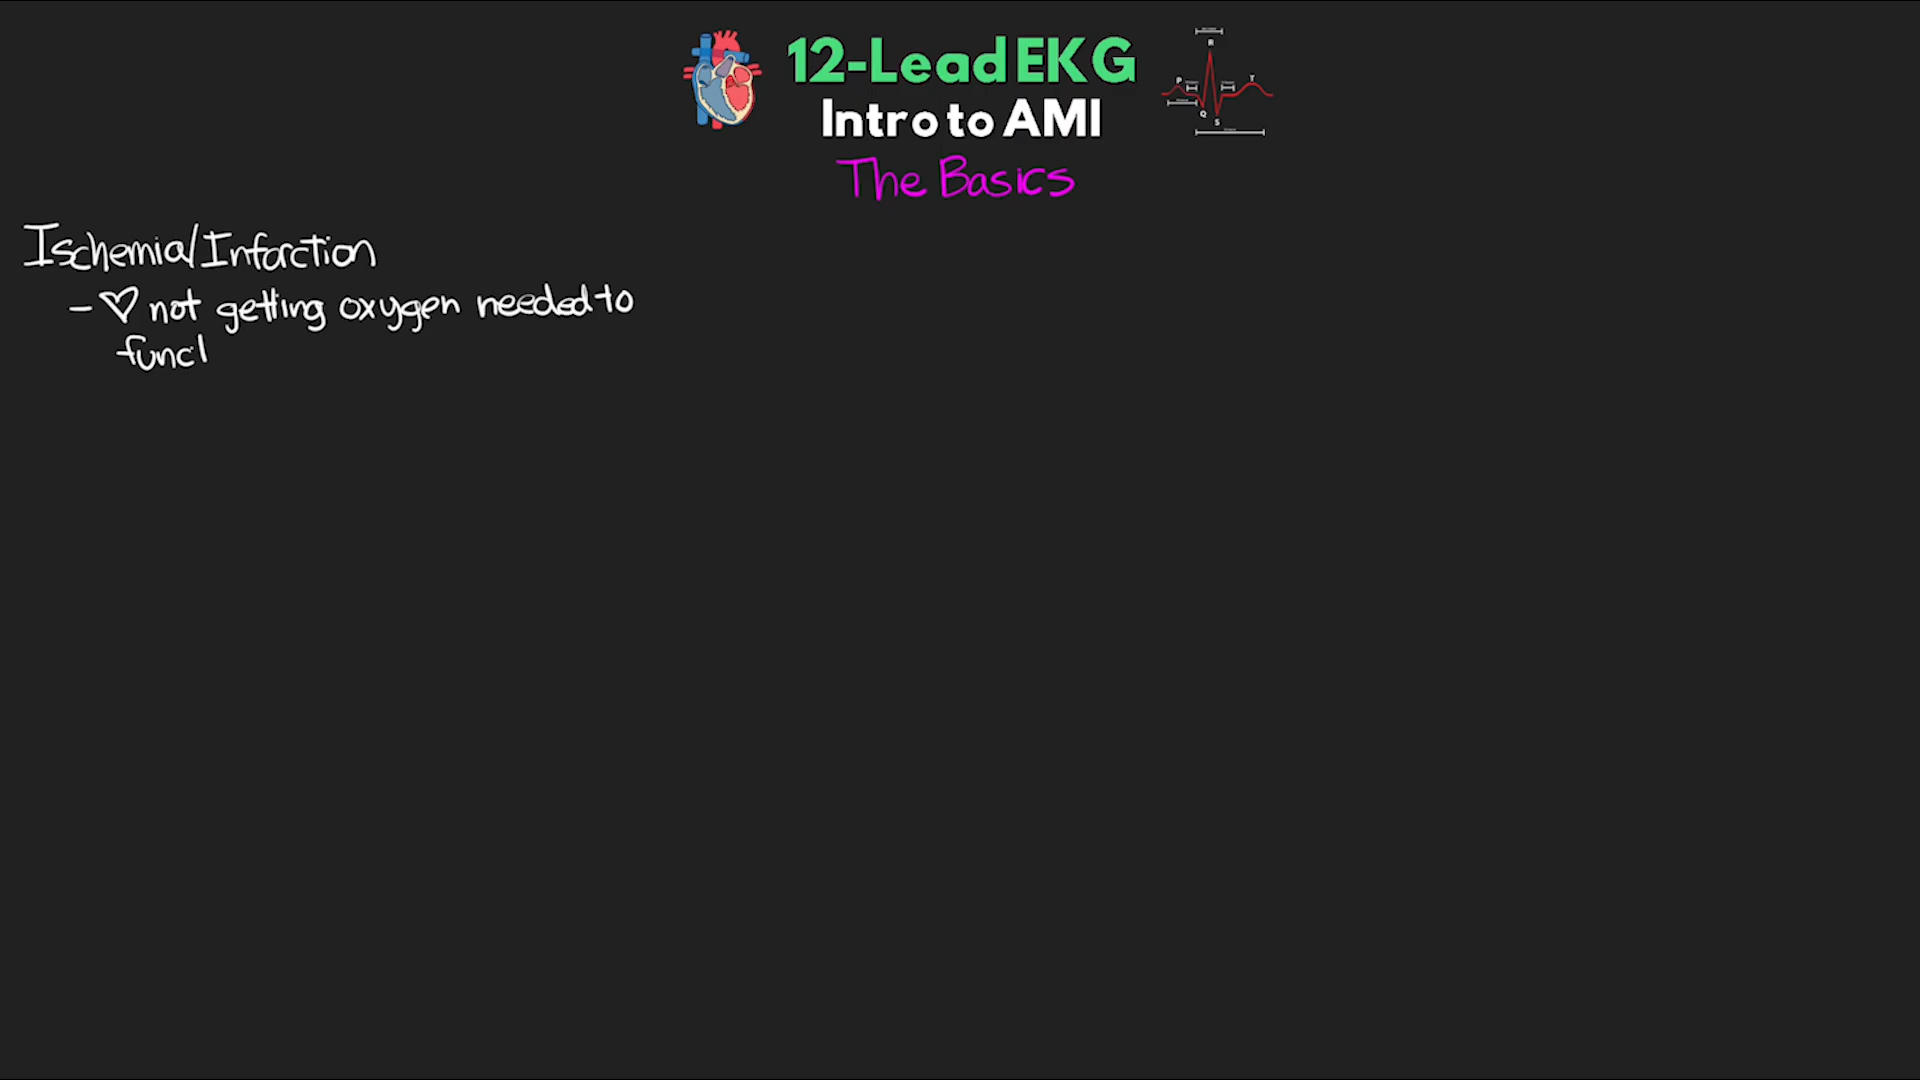 12-Lead EKG
Intro to AMI
The Basics
R
P
T
Q
S
Ischemia/Infarction
- ♡ not getting oxygen needed to
funct